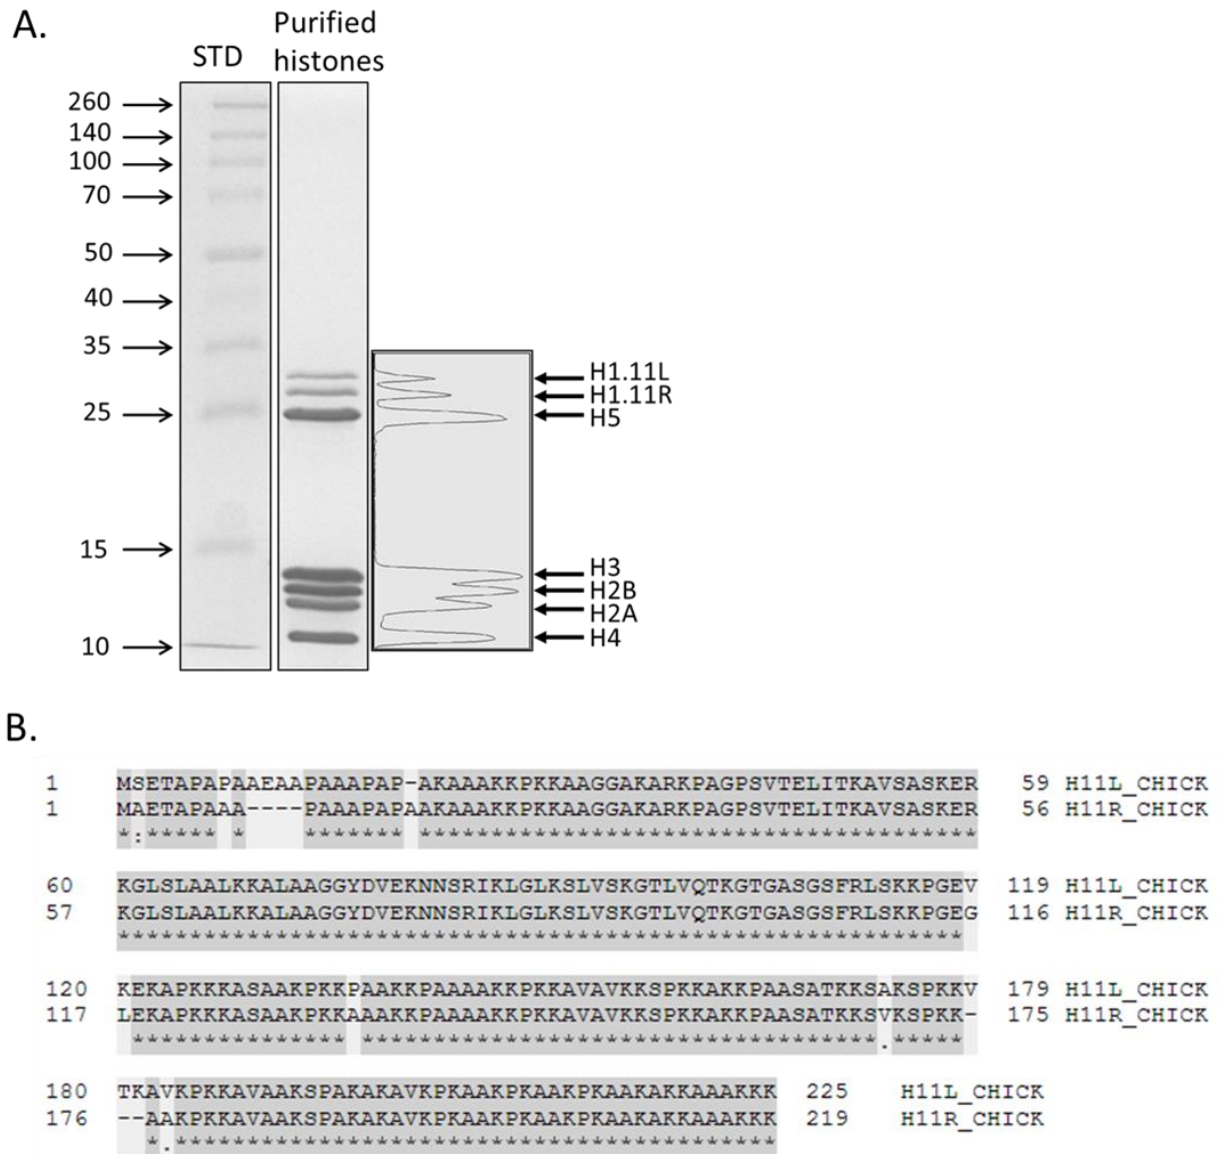 A.
STD
Purified
histones
260
140
100
70
50
40
35
25
15
10
H1.11L
H1.11R
H5
H3
H2B
H2A
H4
B.
1 MSETAPAPAAEAAPAAAPAP-AKAAAKKPKKAAGGAKARKPAGPSVTELITKAVSASKER 59 H11L_CHICK
1 MAETAPAAA----PAAAPAPAAKAAAKKPKKAAGGAKARKPAGPSVTELITKAVSASKER 56 H11R_CHICK
*:***** * ******* ****************************************
60 KGLSLAALKKALAAGGYDVEKNNSRIKLGLKSLVSKGTLVQTKGTGASGSFRLSKKPGEV 119 H11L_CHICK
57 KGLSLAALKKALAAGGYDVEKNNSRIKLGLKSLVSKGTLVQTKGTGASGSFRLSKKPGEG 116 H11R_CHICK
***********************************************************
120 KEKAPKKKASAAKPKKPAAKKPAAAAKKPKKAVAVKKSPKKAKKPAASATKKSAKSPKKV 179 H11L_CHICK
117 LEKAPKKKASAAKPKKAAAKKPAAAAKKPKKAVAVKKSPKKAKKPAASATKKSVKSPKK- 175 H11R_CHICK
*************** ************************************.*****
180 TKAVKPKKAVAAKSPAKAKAVKPKAAKPKAAKPKAAKAKKAAAKKK 225 H11L_CHICK
176 --AAKPKKAVAAKSPAKAKAVKPKAAKPKAAKPKAAKAKKAAAKKK 219 H11R_CHICK
*.******************************************